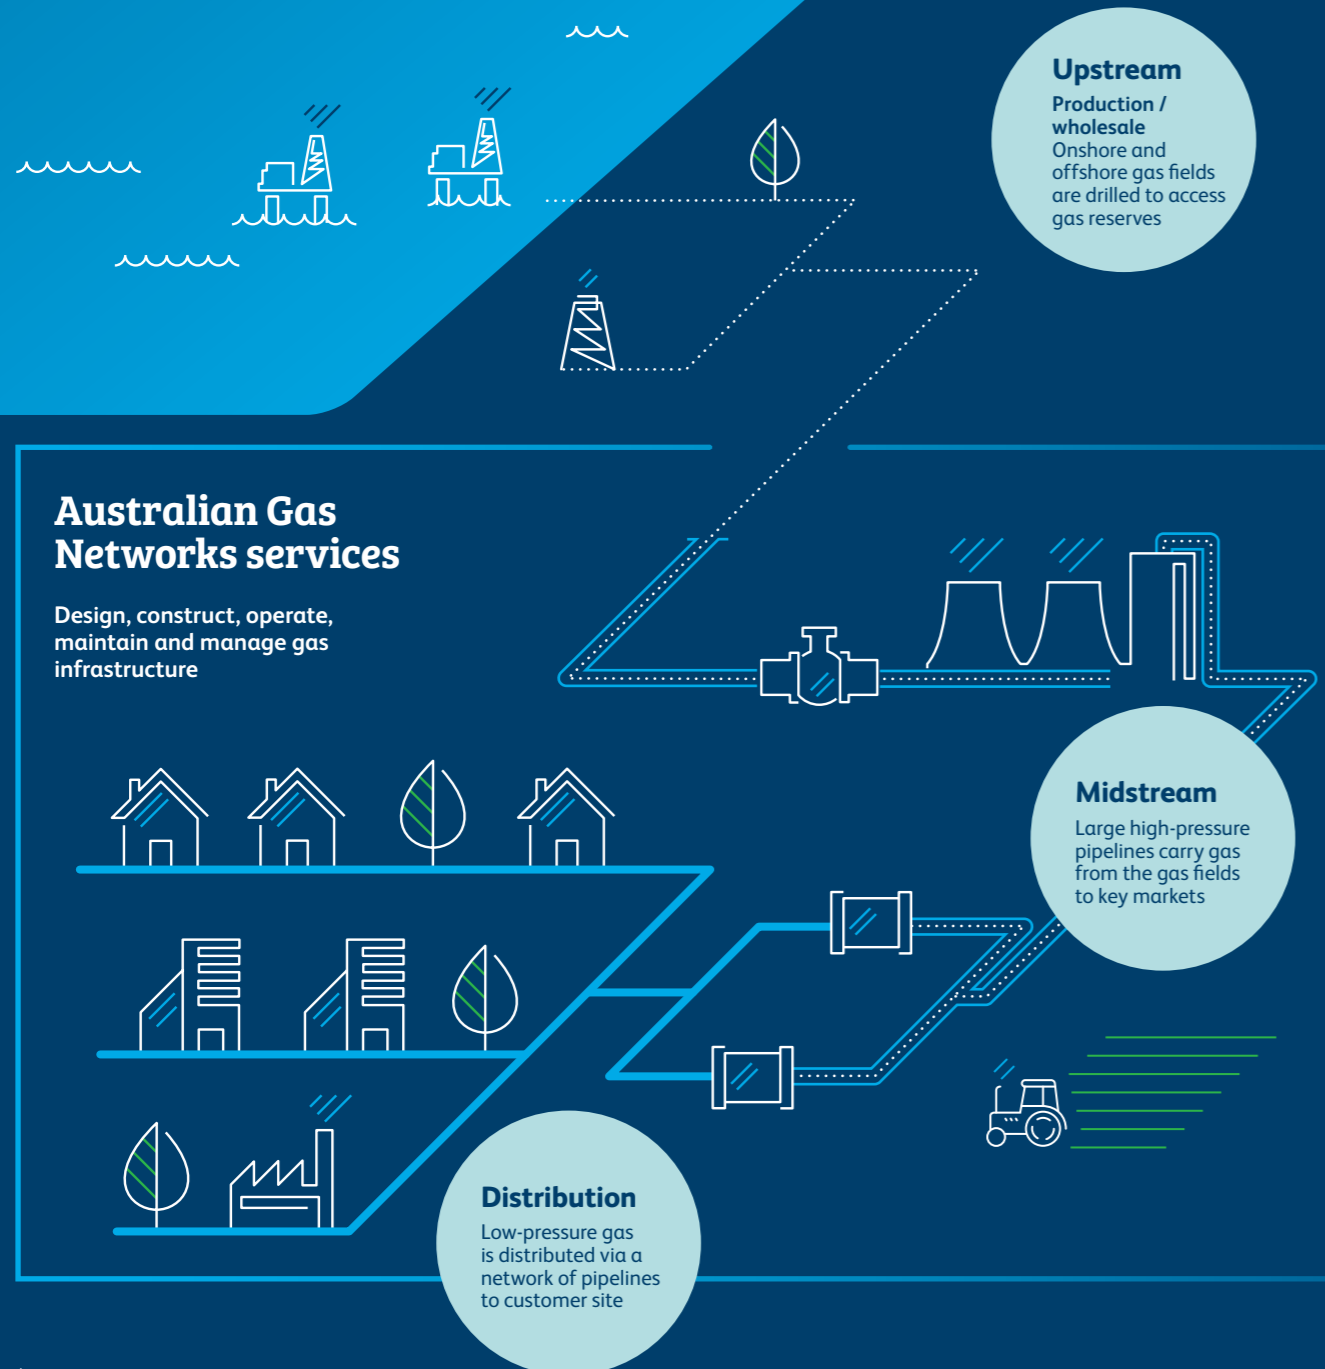 Upstream
Production /
wholesale
Onshore and
offshore gas fields
are drilled to access
gas reserves
Australian Gas
Networks services
Design, construct, operate,
maintain and manage gas
infrastructure
Midstream
Large high-pressure
pipelines carry gas
from the gas fields
to key markets
Distribution
Low-pressure gas
is distributed via a
network of pipelines
to customer site